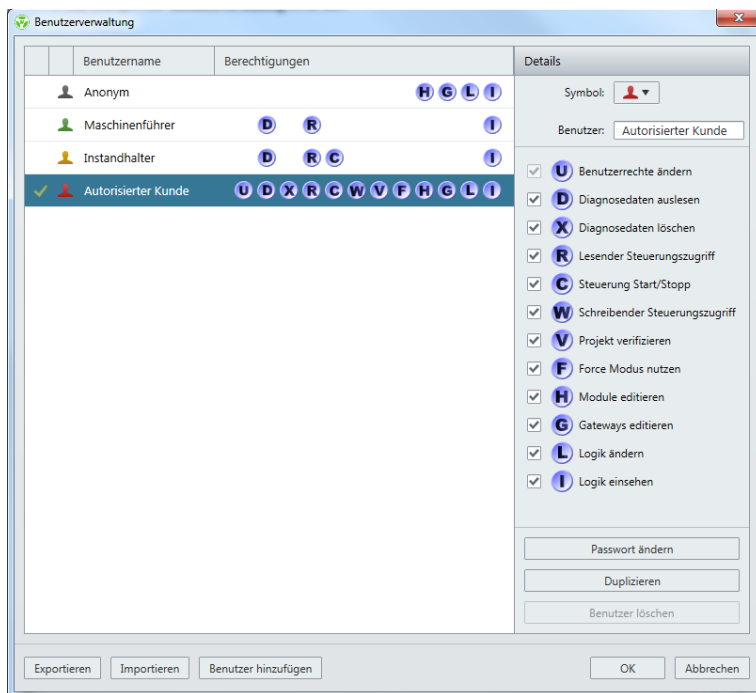 Benutzerverwaltung
x
Benutzername Berechtigungen
Anonym H G L I
Maschinenführer D R I
Instandhalter D R C I
Autorisierter Kunde U D X R C W V F H G L I
Details
Symbol:
Benutzer: Autorisierter Kunde
U Benutzerrechte ändern
D Diagnosedaten auslesen
X Diagnosedaten löschen
R Lesender Steuerungszugriff
C Steuerung Start/Stopp
W Schreibender Steuerungszugriff
V Projekt verifizieren
F Force Modus nutzen
H Module editieren
G Gateways editieren
L Logik ändern
I Logik einsehen
Passwort ändern
Duplizieren
Benutzer löschen
Exportieren Importieren Benutzer hinzufügen OK Abbrechen